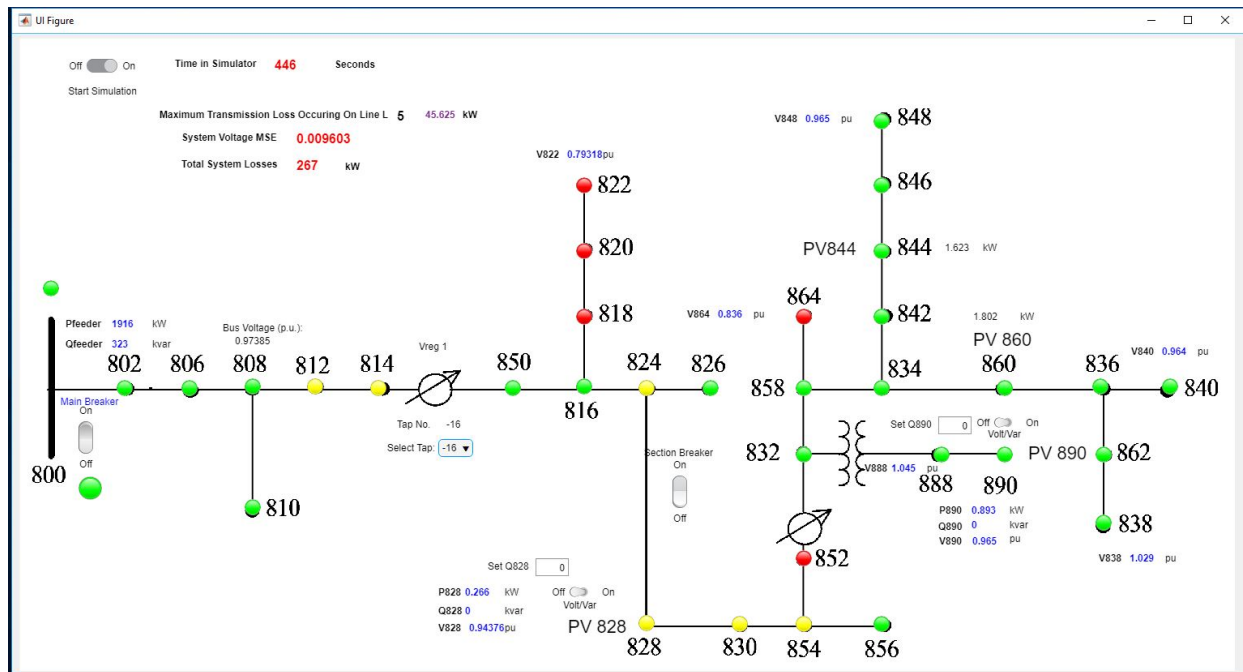 UI Figure
Off On Time in Simulator 446 Seconds
Start Simulation
Maximum Transmission Loss Occuring On Line L 5 45.625 kW
System Voltage MSE 0.009603
Total System Losses 267 kW
V822 0.79318pu
822
820
818
V848 0.965 pu
848
846
PV844
844
1.623 kW
842
V864 0.836 pu
864
1.802 kW
PV 860
Pfeeder 1916 kW
Qfeeder 323 kvar
Bus Voltage (p.u.):
0.97385
Vreg 1
802
806
808
812
814
850
816
824
826
858
834
860
836
V840 0.964 pu
840
Main Breaker
On
Off
800
810
Tap No. -16
Select Tap: -16
Section Breaker
On
Off
832
Set Q890 0 Off On
Volt/Var
V888 1.045 pu
888
890
PV 890
862
P890 0.893 kW
Q890 0 kvar
V890 0.965 pu
838
V838 1.029 pu
852
Set Q828 0
P828 0.266 kW Off On
Q828 0 kvar Volt/Var
V828 0.94376pu
PV 828
828
830
854
856